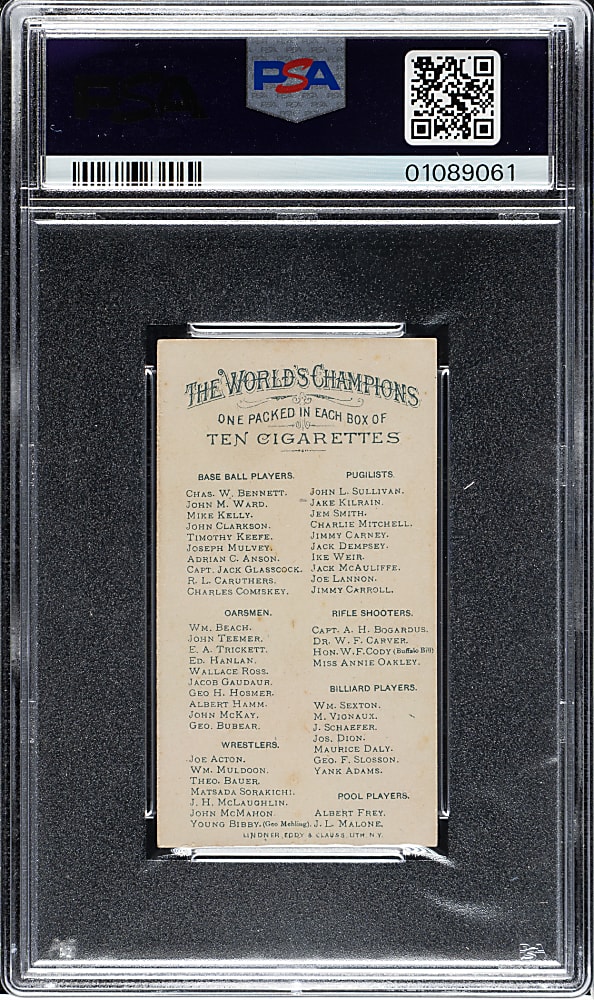 PSA
PSA
01089061
THE WORLD'S CHAMPIONS
ONE PACKED IN EACH BOX OF
TEN CIGARETTES
BASE BALL PLAYERS.
CHAS. W. BENNETT.
JOHN M. WARD.
MIKE KELLY.
JOHN CLARKSON.
TIMOTHY KEEFE.
JOSEPH MULVEY.
ADRIAN C. ANSON.
CAPT. JACK GLASSCOCK.
R. L. CARUTHERS.
CHARLES COMISKEY.
OARSMEN.
WM. BEACH.
JOHN TEEMER.
E. A. TRICKETT.
ED. HANLAN.
WALLACE ROSS.
JACOB GAUDAUR.
GEO H. HOSMER.
ALBERT HAMM.
JOHN MCKAY.
GEO. BUBEAR.
WRESTLERS.
JOE ACTON.
WM. MULDOON.
THEO. BAUER.
MATSADA SORAKICHI.
J. H. MCLAUGHLIN.
JOHN MCMAHON.
YOUNG BIBBY. (Geo Mehling).
PUGILISTS.
JOHN L. SULLIVAN.
JAKE KILRAIN.
JEM SMITH.
CHARLIE MITCHELL.
JIMMY CARNEY.
JACK DEMPSEY.
IKE WEIR.
JACK MCAULIFFE.
JOE LANNON.
JIMMY CARROLL.
RIFLE SHOOTERS.
CAPT. A. H. BOGARDUS.
DR. W. F. CARVER.
HON. W. F. CODY (Buffalo Bill)
MISS ANNIE OAKLEY.
BILLIARD PLAYERS.
WM. SEXTON.
M. VIGNAUX.
J. SCHAEFER.
JOS. DION.
MAURICE DALY.
GEO. F. SLOSSON.
YANK ADAMS.
POOL PLAYERS.
ALBERT FREY.
J. L. MALONE.
LINDNER, EDDY & CLAUSS, LITH. N.Y.